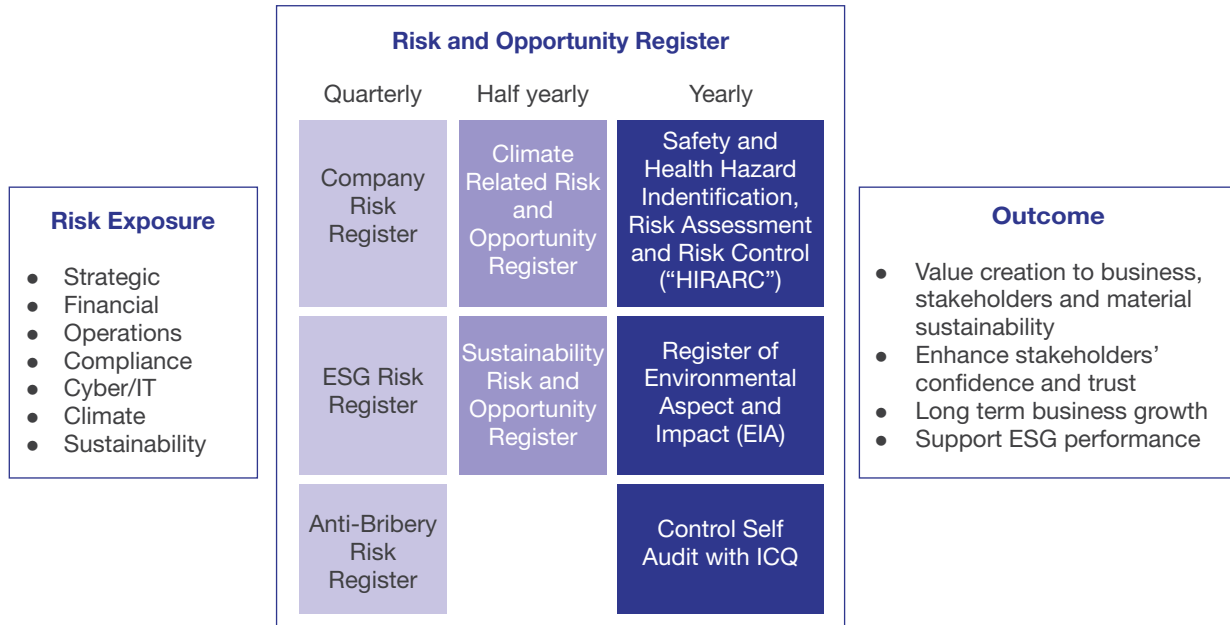 Risk Exposure
● Strategic
● Financial
● Operations
● Compliance
● Cyber/IT
● Climate
● Sustainability
Risk and Opportunity Register
Quarterly
Company
Risk
Register
ESG Risk
Register
Anti-Bribery
Risk
Register
Half yearly
Climate
Related Risk
and
Opportunity
Register
Sustainability
Risk and
Opportunity
Register
Yearly
Safety and
Health Hazard
Indentification,
Risk Assessment
and Risk Control
(“HIRARC”)
Register of
Environmental
Aspect and
Impact (EIA)
Control Self
Audit with ICQ
Outcome
● Value creation to business,
stakeholders and material
sustainability
● Enhance stakeholders’
confidence and trust
● Long term business growth
● Support ESG performance